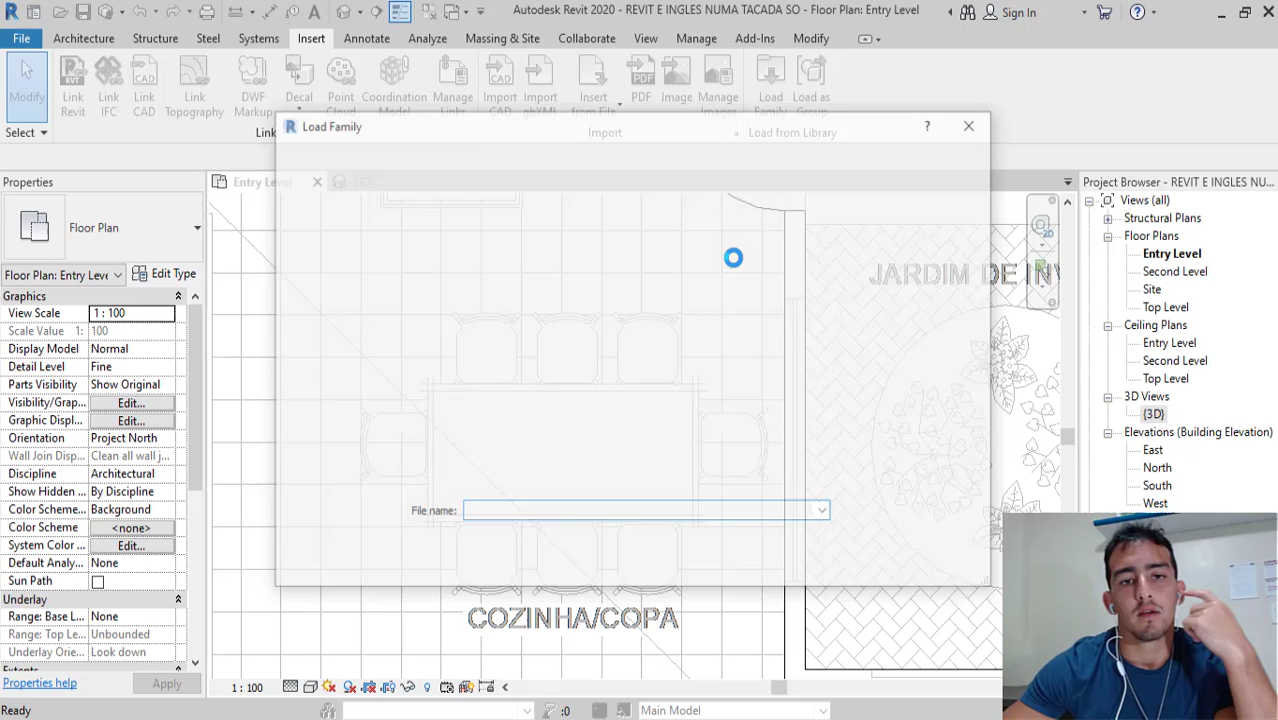 Autodesk Revit 2020 - REVIT E INGLES NUMA TACADA SO - Floor Plan: Entry Level
Sign In
File Architecture Structure Steel Systems Insert Annotate Analyze Massing & Site Collaborate View Manage Add-Ins Modify
Modify
Link Revit
Link IFC
Link CAD
Link Topography
DWF Markup
Decal
Point Cloud
Coordination Model
Manage Links
Import CAD
Import gbXML
Insert from File
PDF
Image
Manage Images
Load Family
Load as Group
Select
Link
Import
Load from Library
Load Family
Properties
Entry Level
{3D}
Project Browser - REVIT E INGLES NU...
Floor Plan
Floor Plan: Entry Leve
Edit Type
Graphics
View Scale 1 : 100
Scale Value 1: 100
Display Model Normal
Detail Level Fine
Parts Visibility Show Original
Visibility/Grap... Edit...
Graphic Displ... Edit...
Orientation Project North
Wall Join Disp... Clean all wall j...
Discipline Architectural
Show Hidden ... By Discipline
Color Scheme ... Background
Color Scheme <none>
System Color ... Edit...
Default Analy... None
Sun Path
Underlay
Range: Base L... None
Range: Top Le... Unbounded
Underlay Orie... Look down
Extents
Properties help
Apply
Views (all)
Structural Plans
Floor Plans
Entry Level
Second Level
Site
Top Level
Ceiling Plans
Entry Level
Second Level
Top Level
3D Views
{3D}
Elevations (Building Elevation)
East
North
South
West
2D
JARDIM DE INV
File name:
COZINHA/COPA
1 : 100
:0
Main Model